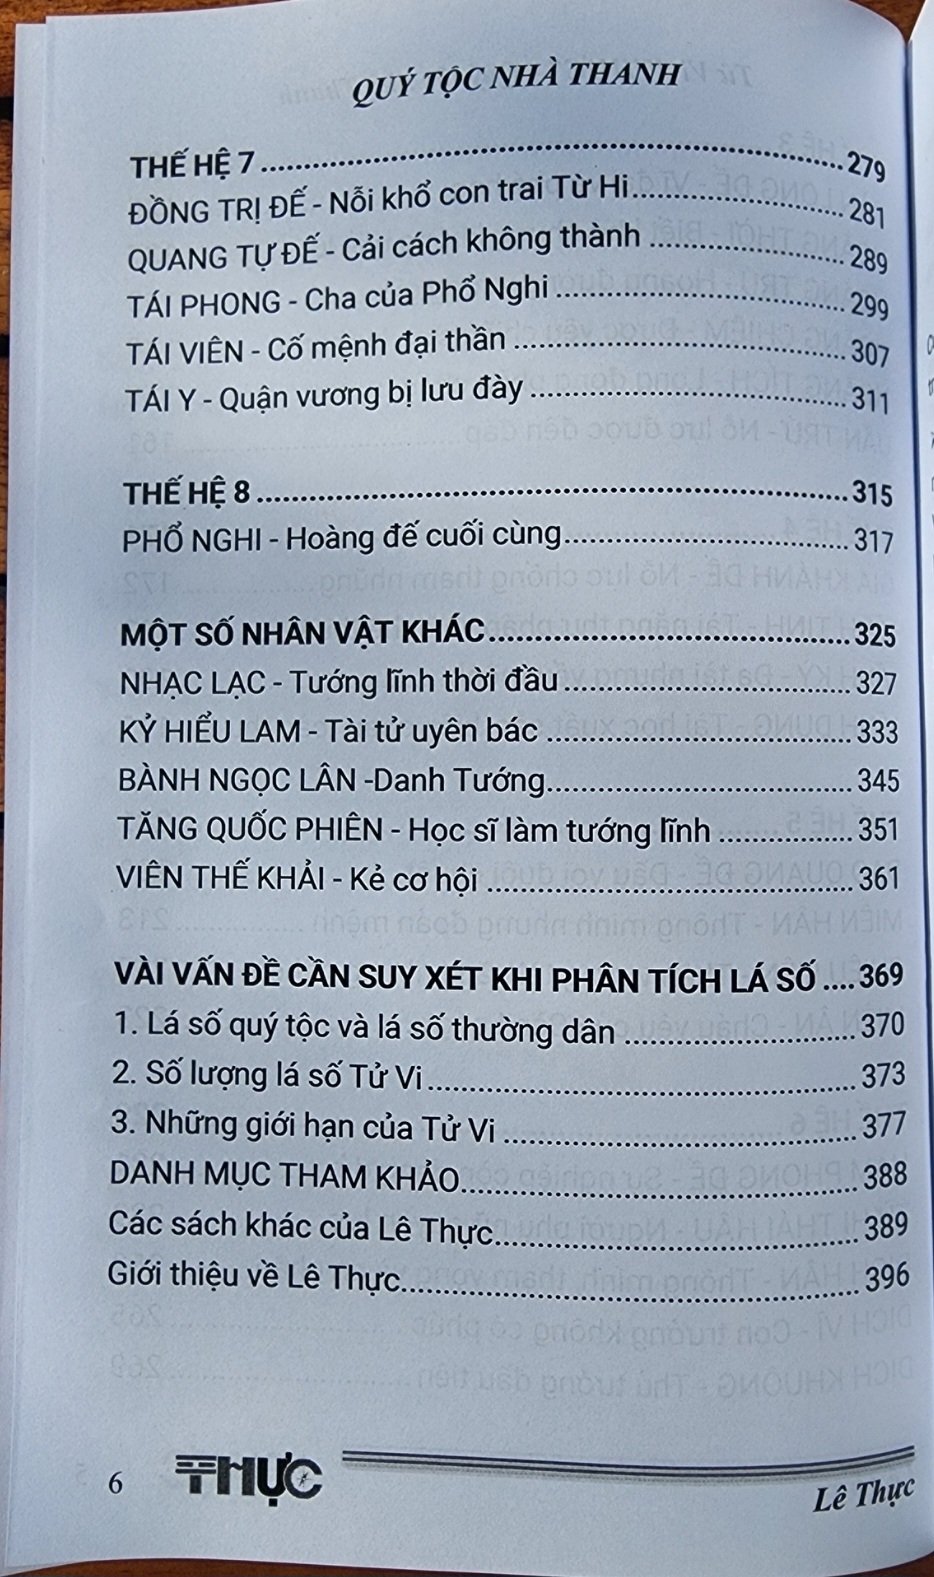 QUÝ TỘC NHÀ THANH
THẾ HỆ 7 279
ĐỒNG TRỊ ĐẾ - Nỗi khổ con trai Từ Hi 281
QUANG TỰ ĐẾ - Cải cách không thành 289
TÁI PHONG - Cha của Phổ Nghi 299
TÁI VIÊN - Cố mệnh đại thần 307
TÁI Y - Quận vương bị lưu đày 311
THẾ HỆ 8 315
PHỔ NGHI - Hoàng đế cuối cùng 317
MỘT SỐ NHÂN VẬT KHÁC 325
NHẠC LẠC - Tướng lĩnh thời đầu 327
KỶ HIỂU LAM - Tài tử uyên bác 333
BÀNH NGỌC LÂN -Danh Tướng 345
TĂNG QUỐC PHIÊN - Học sĩ làm tướng lĩnh 351
VIÊN THẾ KHẢI - Kẻ cơ hội 361
VÀI VẤN ĐỀ CẦN SUY XÉT KHI PHÂN TÍCH LÁ SỐ 369
1. Lá số quý tộc và lá số thường dân 370
2. Số lượng lá số Tử Vi 373
3. Những giới hạn của Tử Vi 377
DANH MỤC THAM KHẢO 388
Các sách khác của Lê Thực 389
Giới thiệu về Lê Thực 396
6 THỰC
Lê Thực